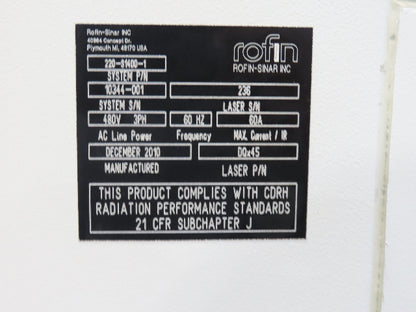 Rofin-Sinar INC
40984 Concept Dr.
Plymouth MI, 48170 USA
rofin
ROFIN-SINAR INC
220-S1400-1
SYSTEM P/N
10344-001 236
SYSTEM S/N LASER S/N
480V 3PH 60 HZ 60A
AC Line Power Frequency MAX. Current / IR
DECEMBER 2010 DQx45
MANUFACTURED LASER P/N
THIS PRODUCT COMPLIES WITH CDRH
RADIATION PERFORMANCE STANDARDS
21 CFR SUBCHAPTER J